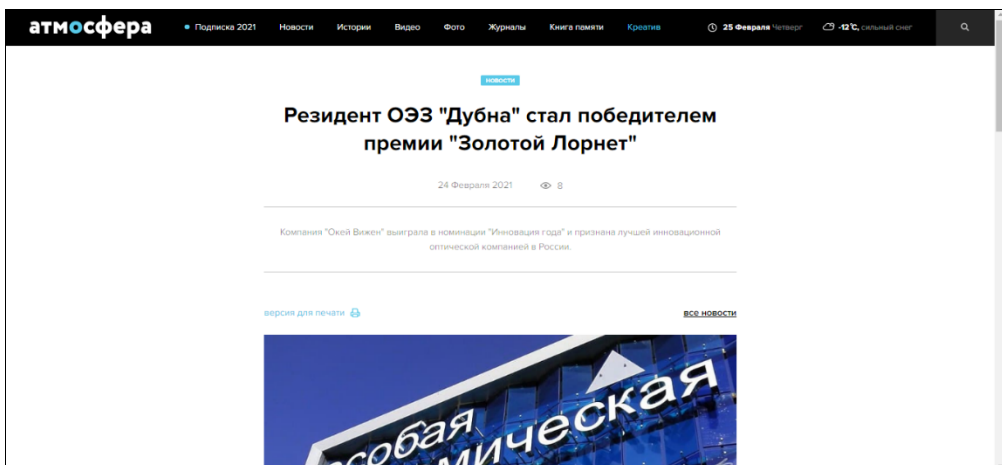 атмосфера
Подписка 2021
Новости
Истории
Видео
Фото
Журналы
Книга памяти
Креатив
25 Февраля Четверг
-12°C, сильный снег
НОВОСТИ
Резидент ОЭЗ "Дубна" стал победителем
премии "Золотой Лорнет"
24 Февраля 2021
8
Компания "Окей Вижен" выиграла в номинации "Инновация года" и признана лучшей инновационной
оптической компанией в России.
версия для печати
все новости
особая